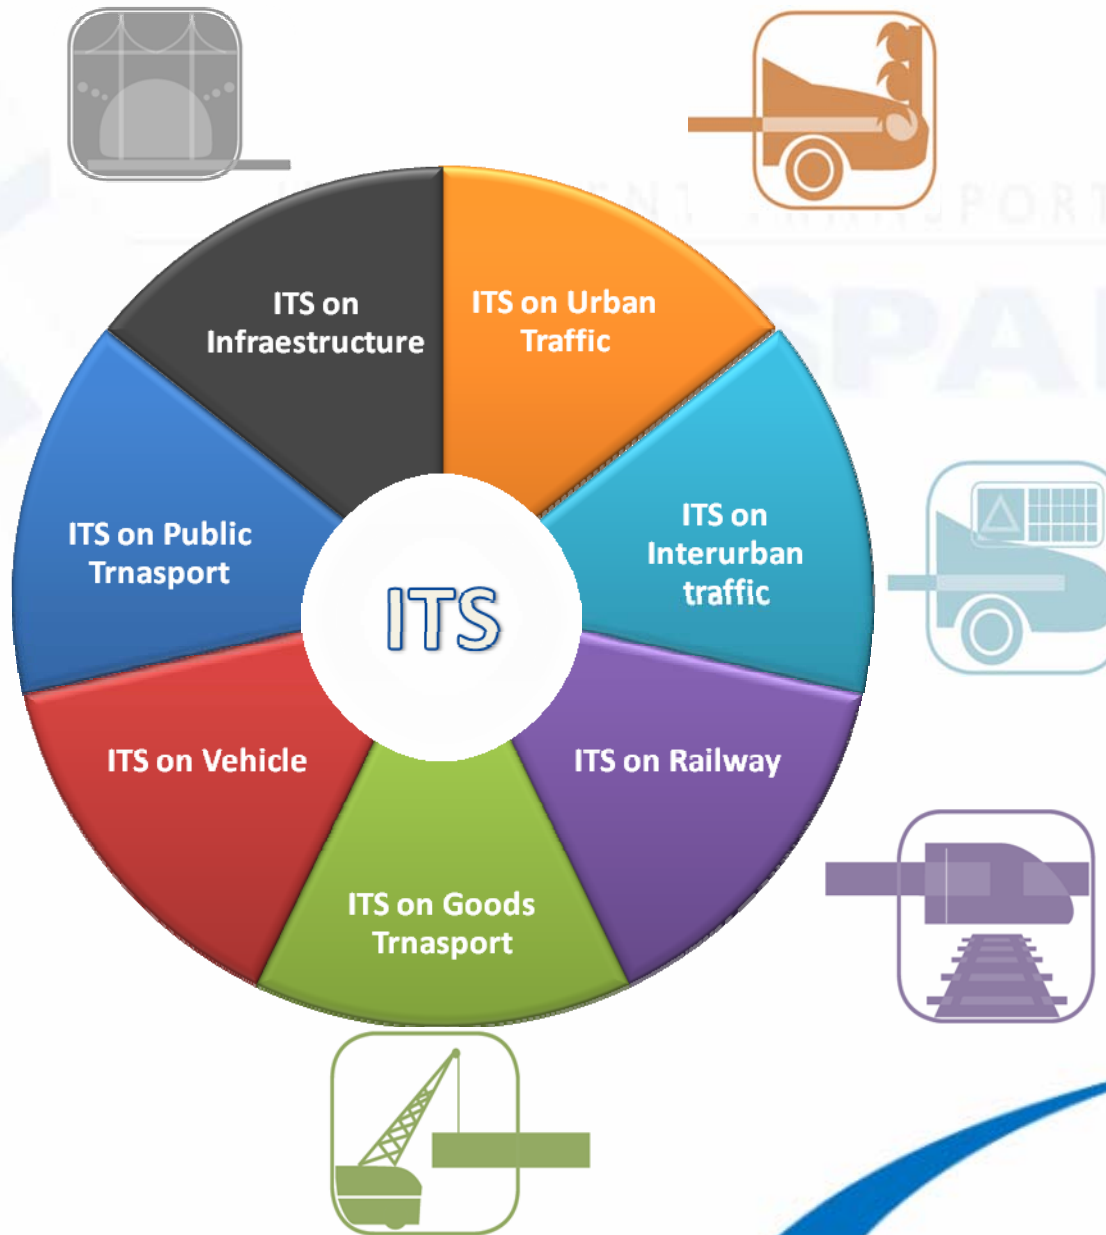 ITS on
Infraestructure
ITS on Urban
Traffic
ITS on Public
Trnasport
ITS on
Interurban
traffic
ITS
ITS on Vehicle
ITS on Railway
ITS on Goods
Trnasport